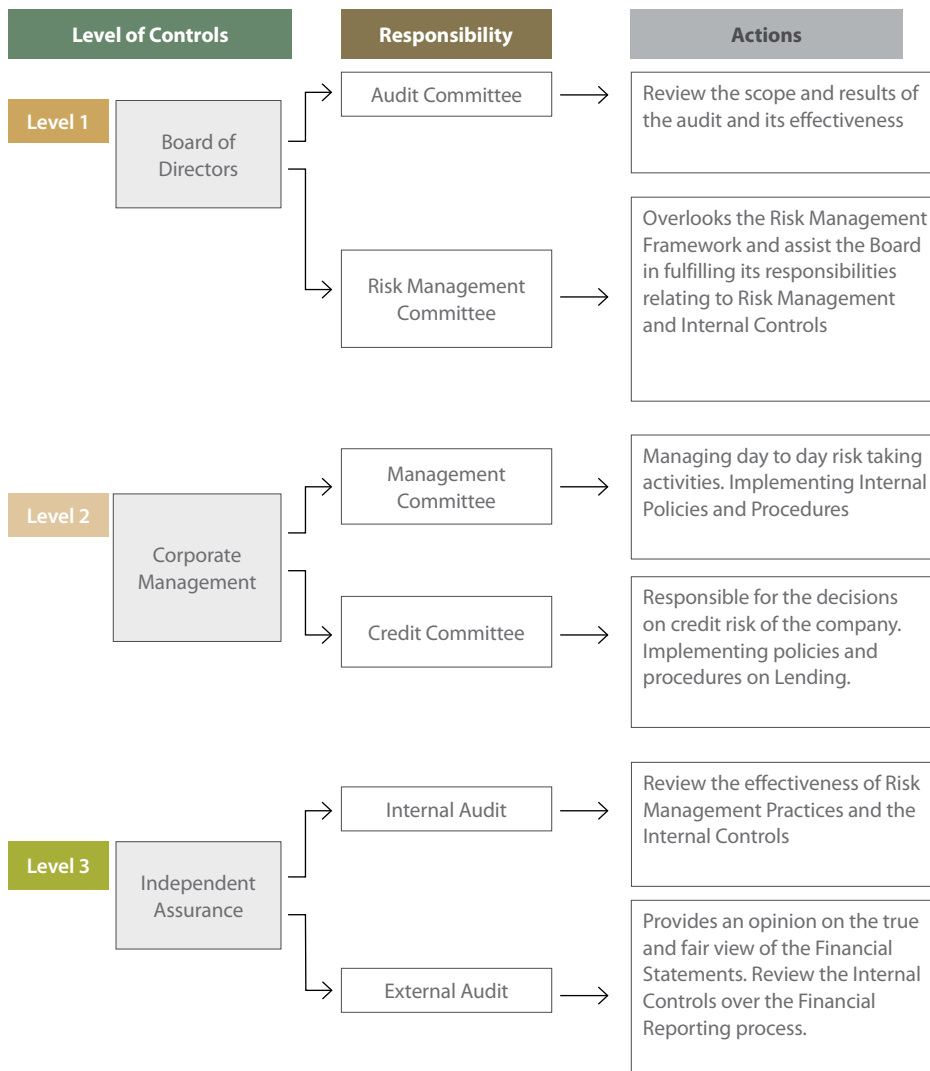 Level of Controls
Responsibility
Actions
Level 1
Board of
Directors
Audit Committee
Review the scope and results of
the audit and its effectiveness
Risk Management
Committee
Overlooks the Risk Management
Framework and assist the Board
in fulfilling its responsibilities
relating to Risk Management
and Internal Controls
Level 2
Corporate
Management
Management
Committee
Managing day to day risk taking
activities. Implementing Internal
Policies and Procedures
Credit Committee
Responsible for the decisions
on credit risk of the company.
Implementing policies and
procedures on Lending.
Level 3
Independent
Assurance
Internal Audit
Review the effectiveness of Risk
Management Practices and the
Internal Controls
External Audit
Provides an opinion on the true
and fair view of the Financial
Statements. Review the Internal
Controls over the Financial
Reporting process.